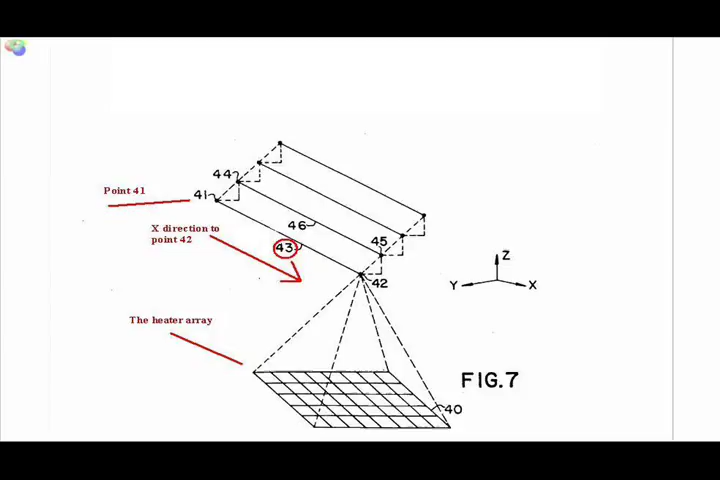 44
41
Point 41
X direction to
point 42
46
43
45
42
Z
Y
X
The heater array
FIG.7
40